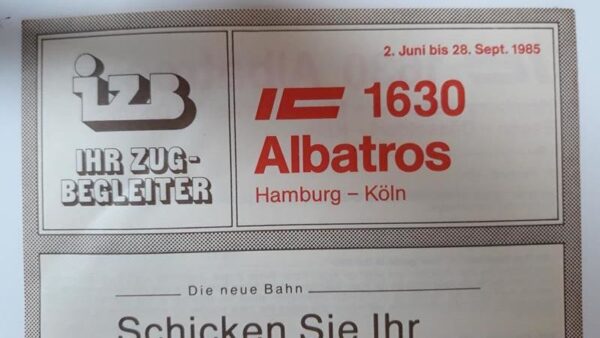 izb
IHR ZUG-
BEGLEITER
2. Juni bis 28. Sept. 1985
IC 1630
Albatros
Hamburg – Köln
Die neue Bahn
Schicken Sie Ihr